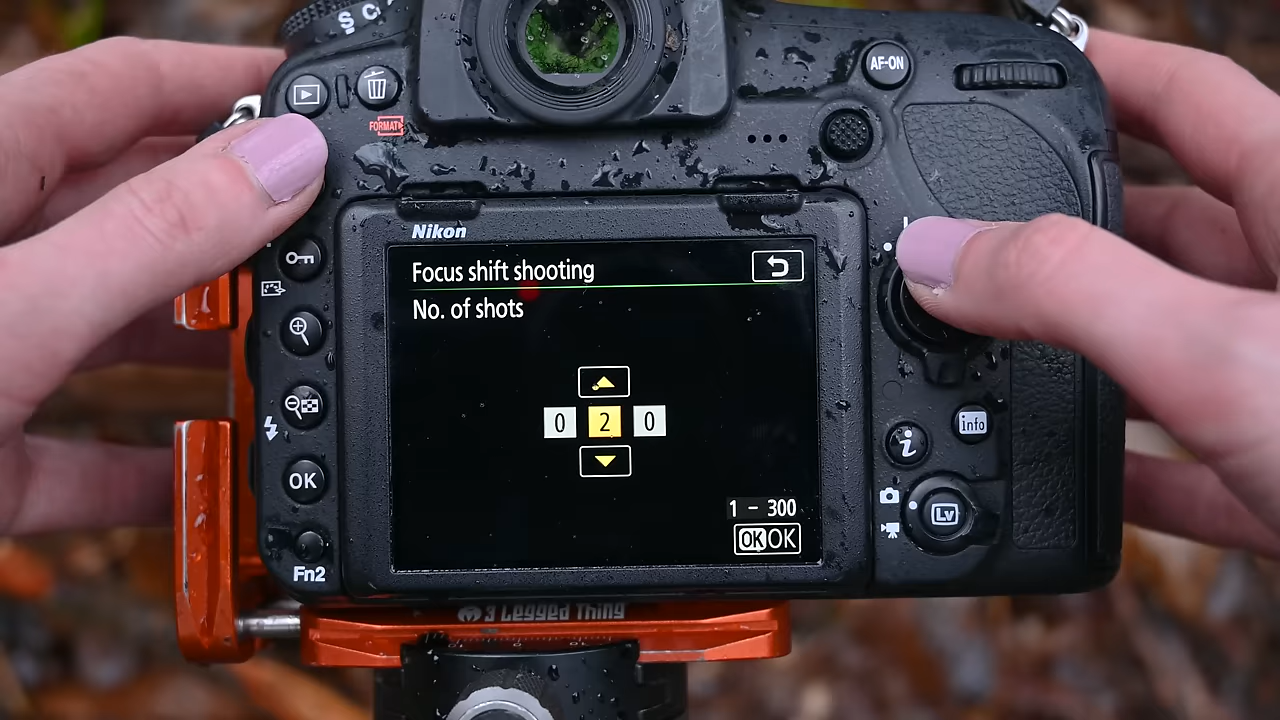 S C
AF-ON
FORMAT
Nikon
Focus shift shooting
No. of shots
0 2 0
1 - 300
OK OK
info
i
OK
Lv
Fn2
3 Legged Thing